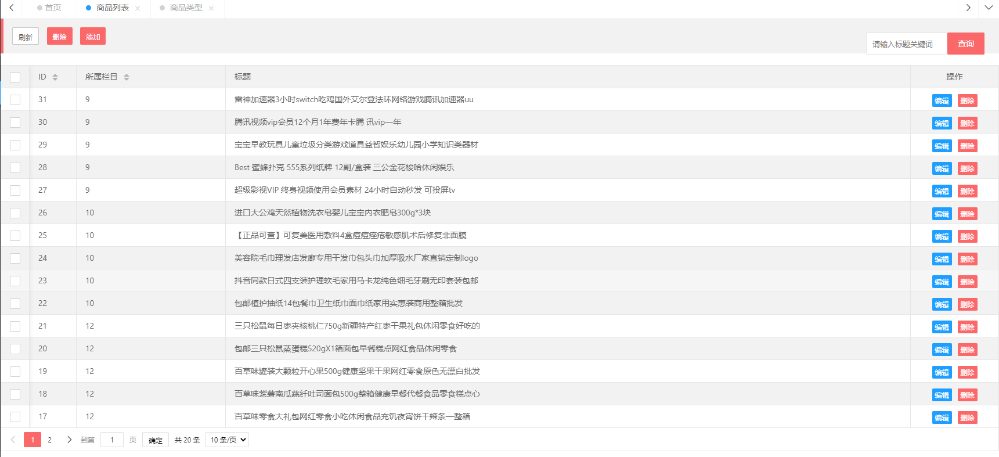 首页 商品列表 商品类型
刷新 删除 添加 请输入标题关键词 查询
ID 所属栏目 标题 操作
31 9 雷神加速器3小时switch吃鸡国外艾尔登法环网络游戏腾讯加速器uu 编辑 删除
30 9 腾讯视频vip会员12个月1年费年卡腾 讯vip一年 编辑 删除
29 9 宝宝早教玩具儿童垃圾分类游戏道具益智娱乐幼儿园小学知识类器材 编辑 删除
28 9 Best 蜜蜂扑克 555系列纸牌 12副/盒装 三公金花梭哈休闲娱乐 编辑 删除
27 9 超级影视VIP 终身视频使用会员素材 24小时自动秒发 可投屏tv 编辑 删除
26 10 进口大公鸡天然植物洗衣皂婴儿宝宝内衣肥皂300g*3块 编辑 删除
25 10 【正品可查】可复美医用敷料4盒痘痘痤疮敏感肌术后修复非面膜 编辑 删除
24 10 美容院毛巾理发店发廊专用干发巾包头巾加厚吸水厂家直销定制logo 编辑 删除
23 10 抖音同款日式四支装护理软毛家用马卡龙纯色细毛牙刷无印套装包邮 编辑 删除
22 10 包邮植护抽纸14包餐巾卫生纸巾面巾纸家用实惠装商用整箱批发 编辑 删除
21 12 三只松鼠每日枣夹核桃仁750g新疆特产红枣干果礼包休闲零食好吃的 编辑 删除
20 12 包邮三只松鼠蒸蛋糕520gX1箱面包早餐糕点网红食品休闲零食 编辑 删除
19 12 百草味罐装大颗粒开心果500g健康坚果干果网红零食原色无漂白批发 编辑 删除
18 12 百草味紫薯南瓜蔬纤吐司面包500g整箱健康早餐代餐食品零食糕点心 编辑 删除
17 12 百草味零食大礼包网红零食小吃休闲食品充饥夜宵饼干辣条一整箱 编辑 删除
1 2 到第 1 页 确定 共 20 条 10 条/页